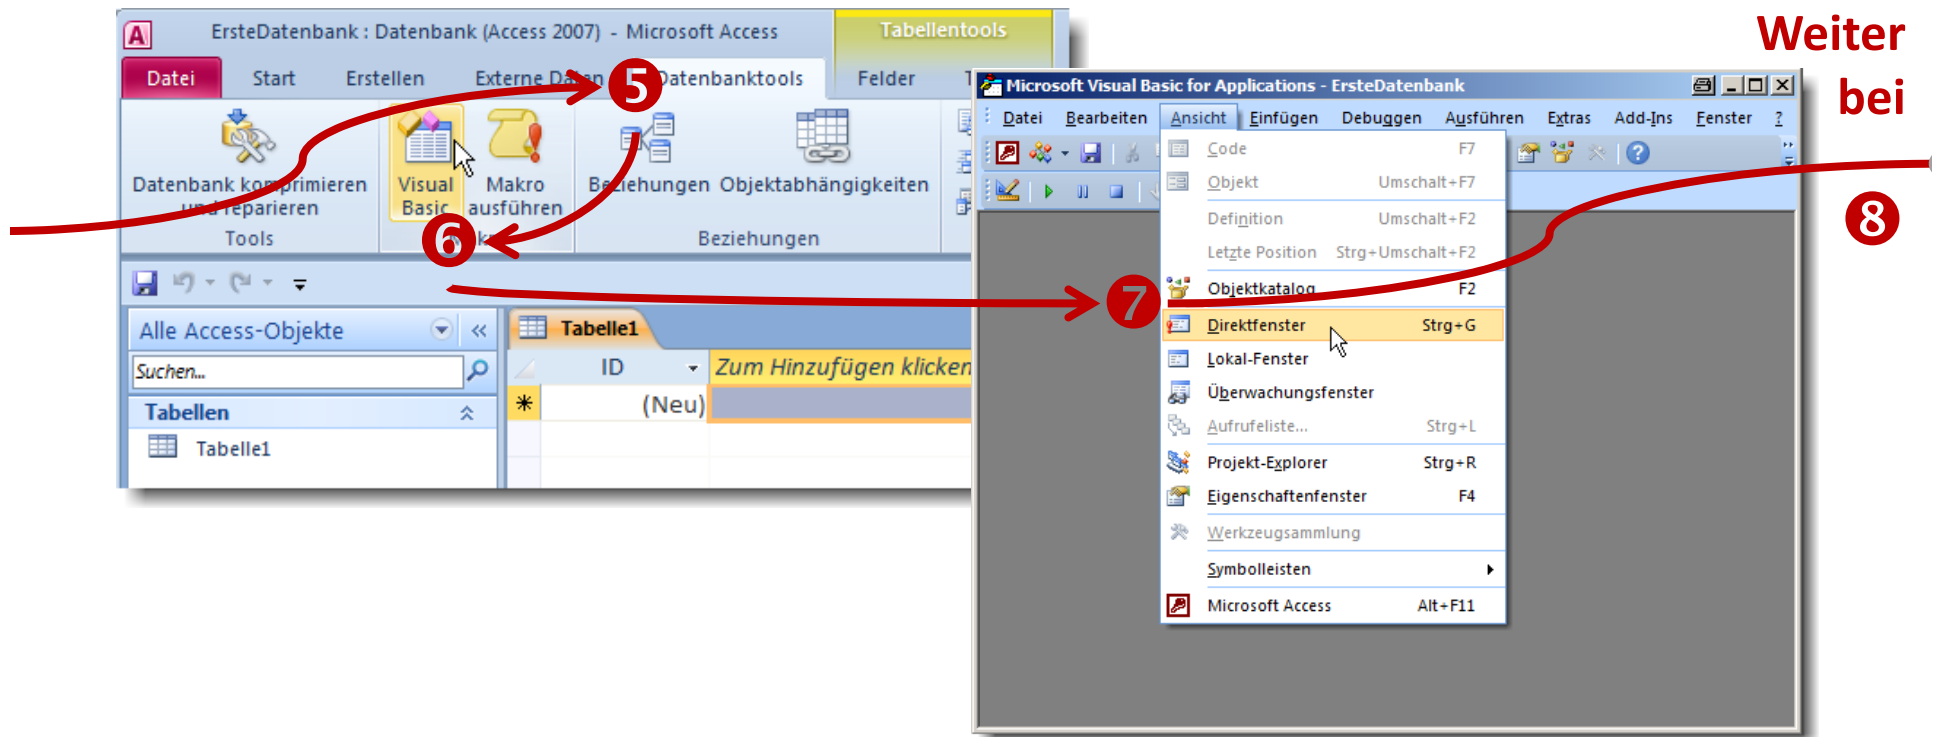 ErsteDatenbank : Datenbank (Access 2007) - Microsoft Access
Tabellentools
Datei Start Erstellen Externe Daten Datenbanktools Felder
Datenbank komprimieren
und reparieren
Visual
Basic
Makro
ausführen
Beziehungen Objektabhängigkeiten
Tools
Beziehungen
Alle Access-Objekte
Suchen...
Tabellen
Tabelle1
Tabelle1
ID Zum Hinzufügen klicken
(Neu)
5
6
7
Microsoft Visual Basic for Applications - ErsteDatenbank
Datei Bearbeiten Ansicht Einfügen Debuggen Ausführen Extras Add-Ins Fenster ?
Code F7
Objekt Umschalt+F7
Definition Umschalt+F2
Letzte Position Strg+Umschalt+F2
Objektkatalog F2
Direktfenster Strg+G
Lokal-Fenster
Überwachungsfenster
Aufrufeliste... Strg+L
Projekt-Explorer Strg+R
Eigenschaftenfenster F4
Werkzeugsammlung
Symbolleisten
Microsoft Access Alt+F11
Weiter
bei
8